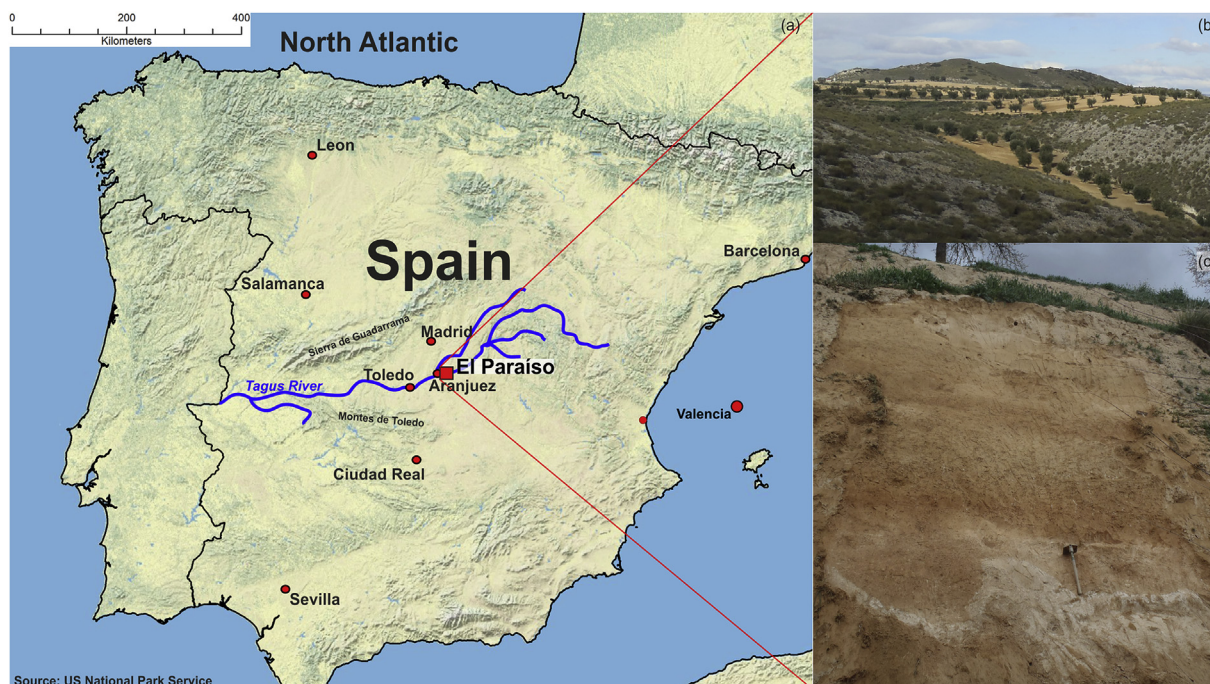 0 200 400
Kilometers
(a)
North Atlantic
(b)
Leon
Spain
Barcelona
(c)
Salamanca
Sierra de Guadarrama
Madrid
El Paraíso
Toledo
Aranjuez
Tagus River
Montes de Toledo
Valencia
Ciudad Real
Sevilla
Source: US National Park Service